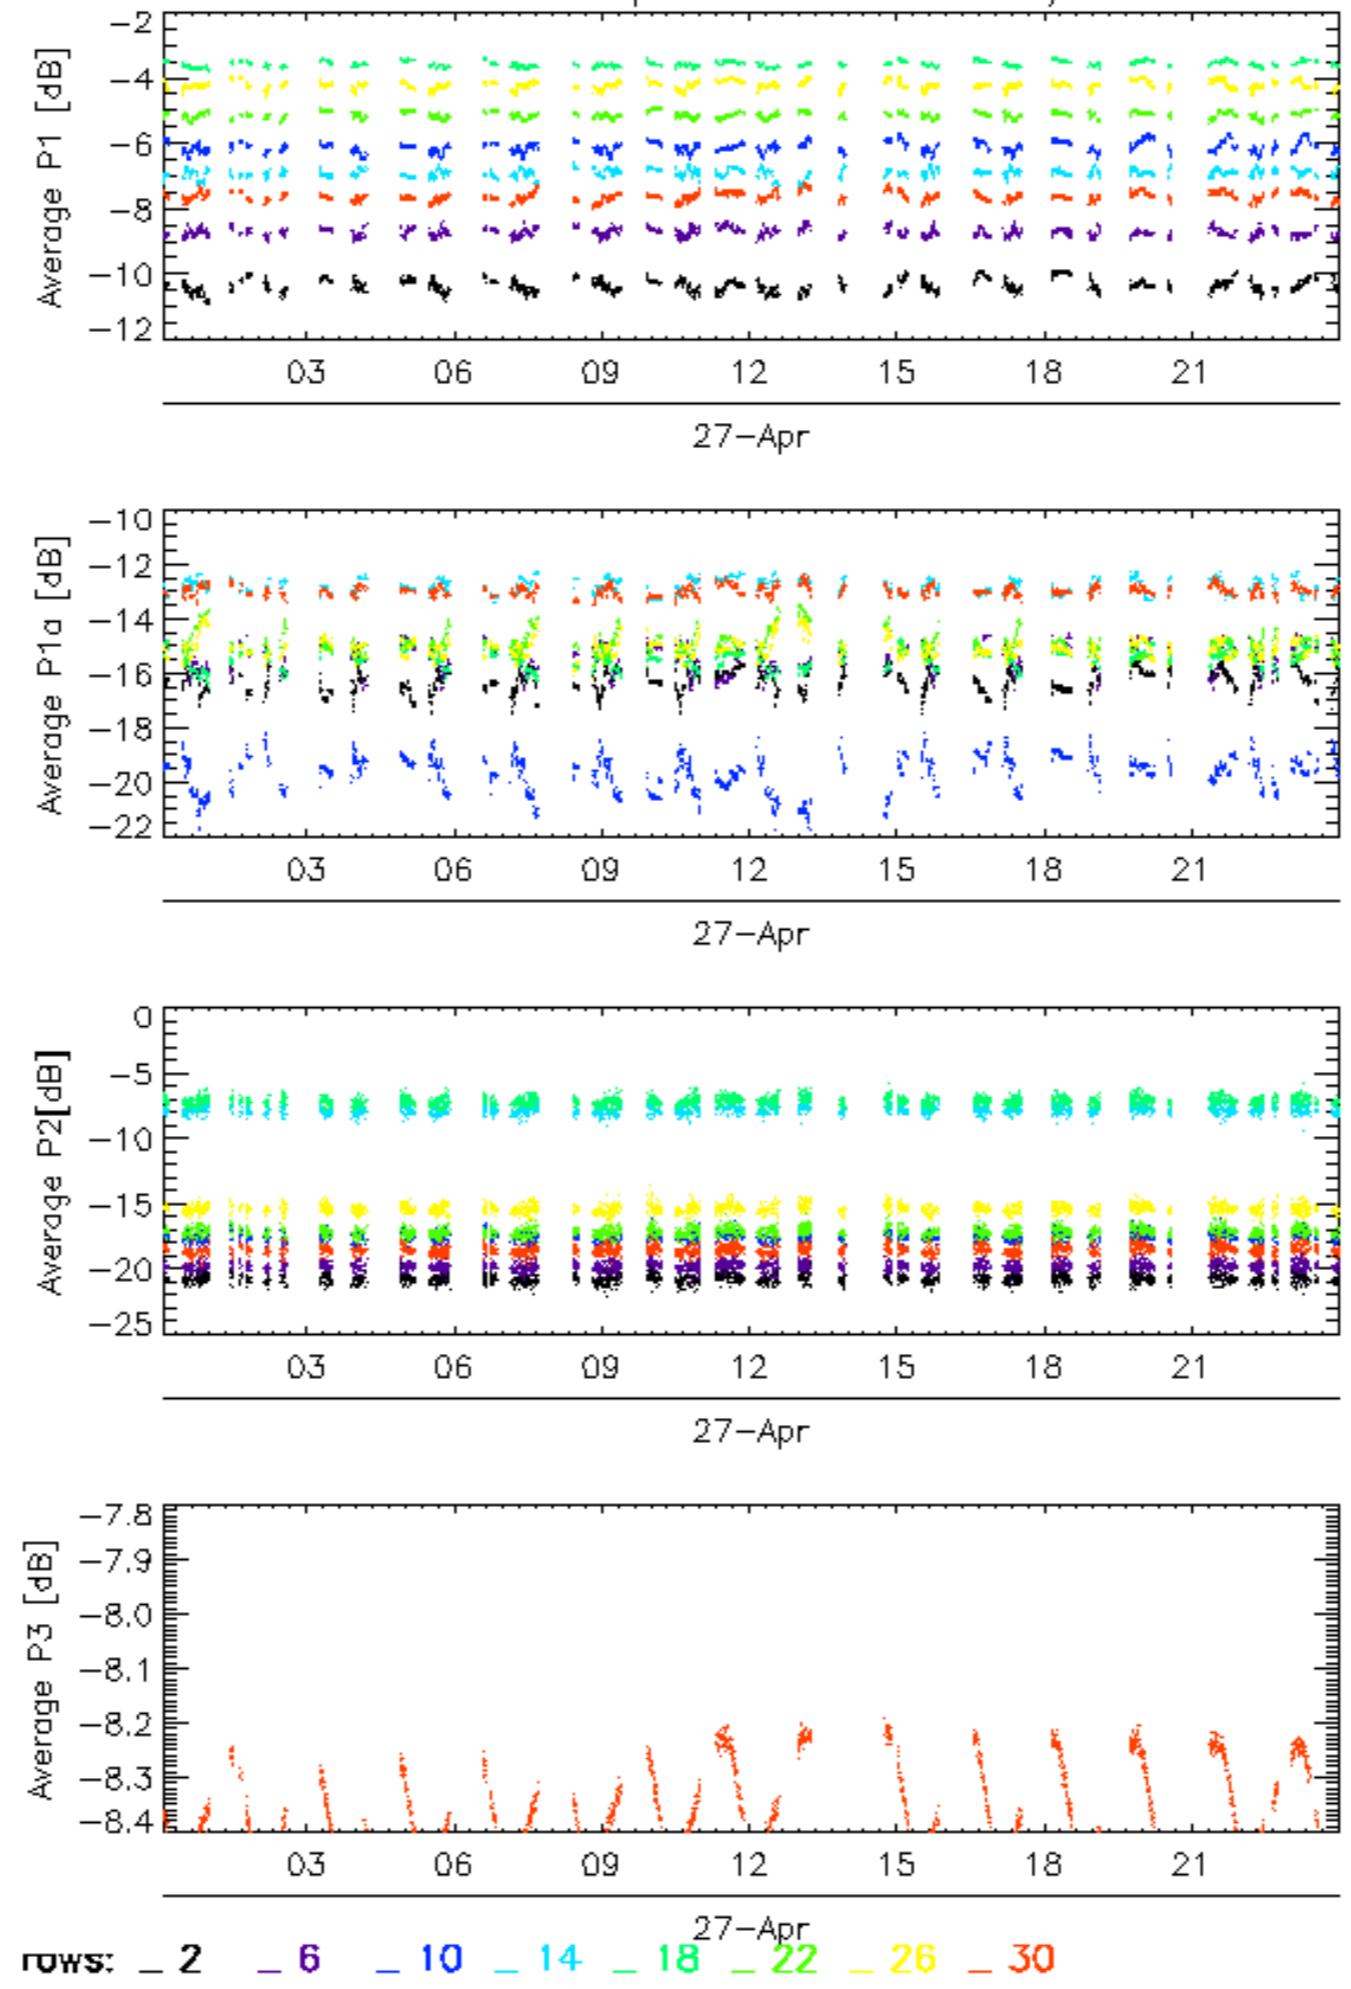 Average P1 [dB]
−2
−4
−6
−8
−10
−12
03 06 09 12 15 18 21
27−Apr
Average P1a [dB]
−10
−12
−14
−16
−18
−20
−22
03 06 09 12 15 18 21
27−Apr
Average P2[dB]
0
−5
−10
−15
−20
−25
03 06 09 12 15 18 21
27−Apr
Average P3 [dB]
−7.8
−7.9
−8.0
−8.1
−8.2
−8.3
−8.4
03 06 09 12 15 18 21
27−Apr
rows: _ 2 _ 6 _ 10 _ 14 _ 18 _ 22 _ 26 _ 30